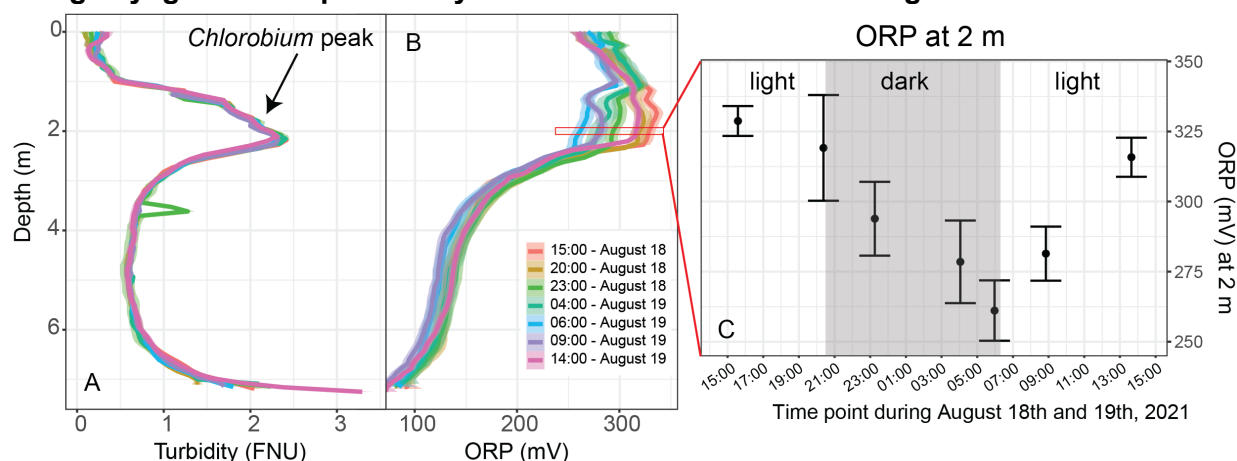 Chlorobium peak
0
2
4
6
Depth (m)
A
0 1 2 3
Turbidity (FNU)
B
15:00 - August 18
20:00 - August 18
23:00 - August 18
04:00 - August 19
06:00 - August 19
09:00 - August 19
14:00 - August 19
100 200 300
ORP (mV)
ORP at 2 m
light dark light
C
350
325
300
275
250
ORP (mV) at 2 m
15:00 17:00 19:00 21:00 23:00 01:00 03:00 05:00 07:00 09:00 11:00 13:00 15:00
Time point during August 18th and 19th, 2021